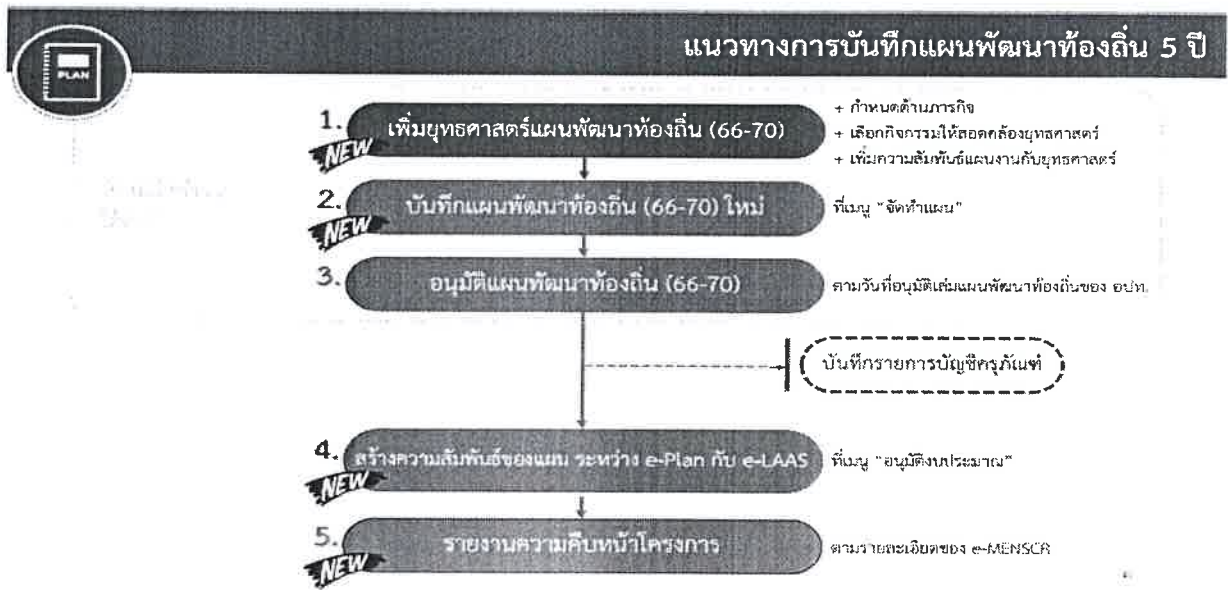 แนวทางการบันทึกแผนพัฒนาท้องถิ่น 5 ปี
PLAN
1. เพิ่มยุทธศาสตร์แผนพัฒนาท้องถิ่น (66-70)
NEW
+ กำหนดด้านภารกิจ
+ เลือกกิจกรรมให้สอดคล้องยุทธศาสตร์
+ เพิ่มความสัมพันธ์แผนงานกับยุทธศาสตร์
2. บันทึกแผนพัฒนาท้องถิ่น (66-70) ใหม่
NEW
ที่เมนู "จัดทำแผน"
3. อนุมัติแผนพัฒนาท้องถิ่น (66-70)
ตามวันที่อนุมัติเล่มแผนพัฒนาท้องถิ่นของ อปท.
บันทึกรายการบัญชีครุภัณฑ์
4. สร้างความสัมพันธ์ของแผน ระหว่าง e-Plan กับ e-LAAS
NEW
ที่เมนู "อนุมัติงบประมาณ"
5. รายงานความคืบหน้าโครงการ
NEW
ตามรายละเอียดของ e-MENSCR